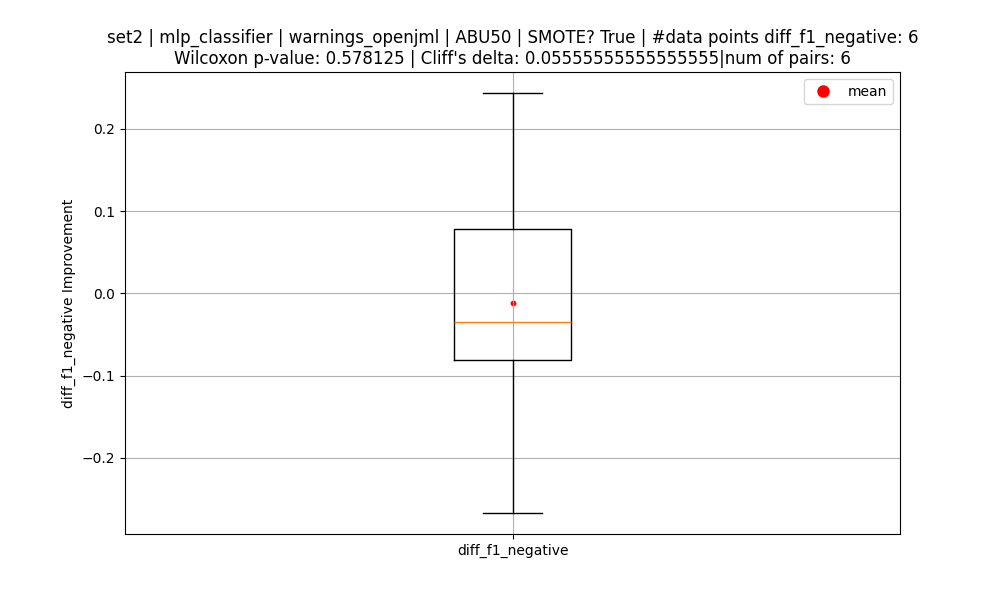 set2 | mlp_classifier | warnings_openjml | ABU50 | SMOTE? True | #data points diff_f1_negative: 6
Wilcoxon p-value: 0.578125 | Cliff's delta: 0.05555555555555555|num of pairs: 6
mean
0.2
0.1
0.0
−0.1
−0.2
diff_f1_negative Improvement
diff_f1_negative